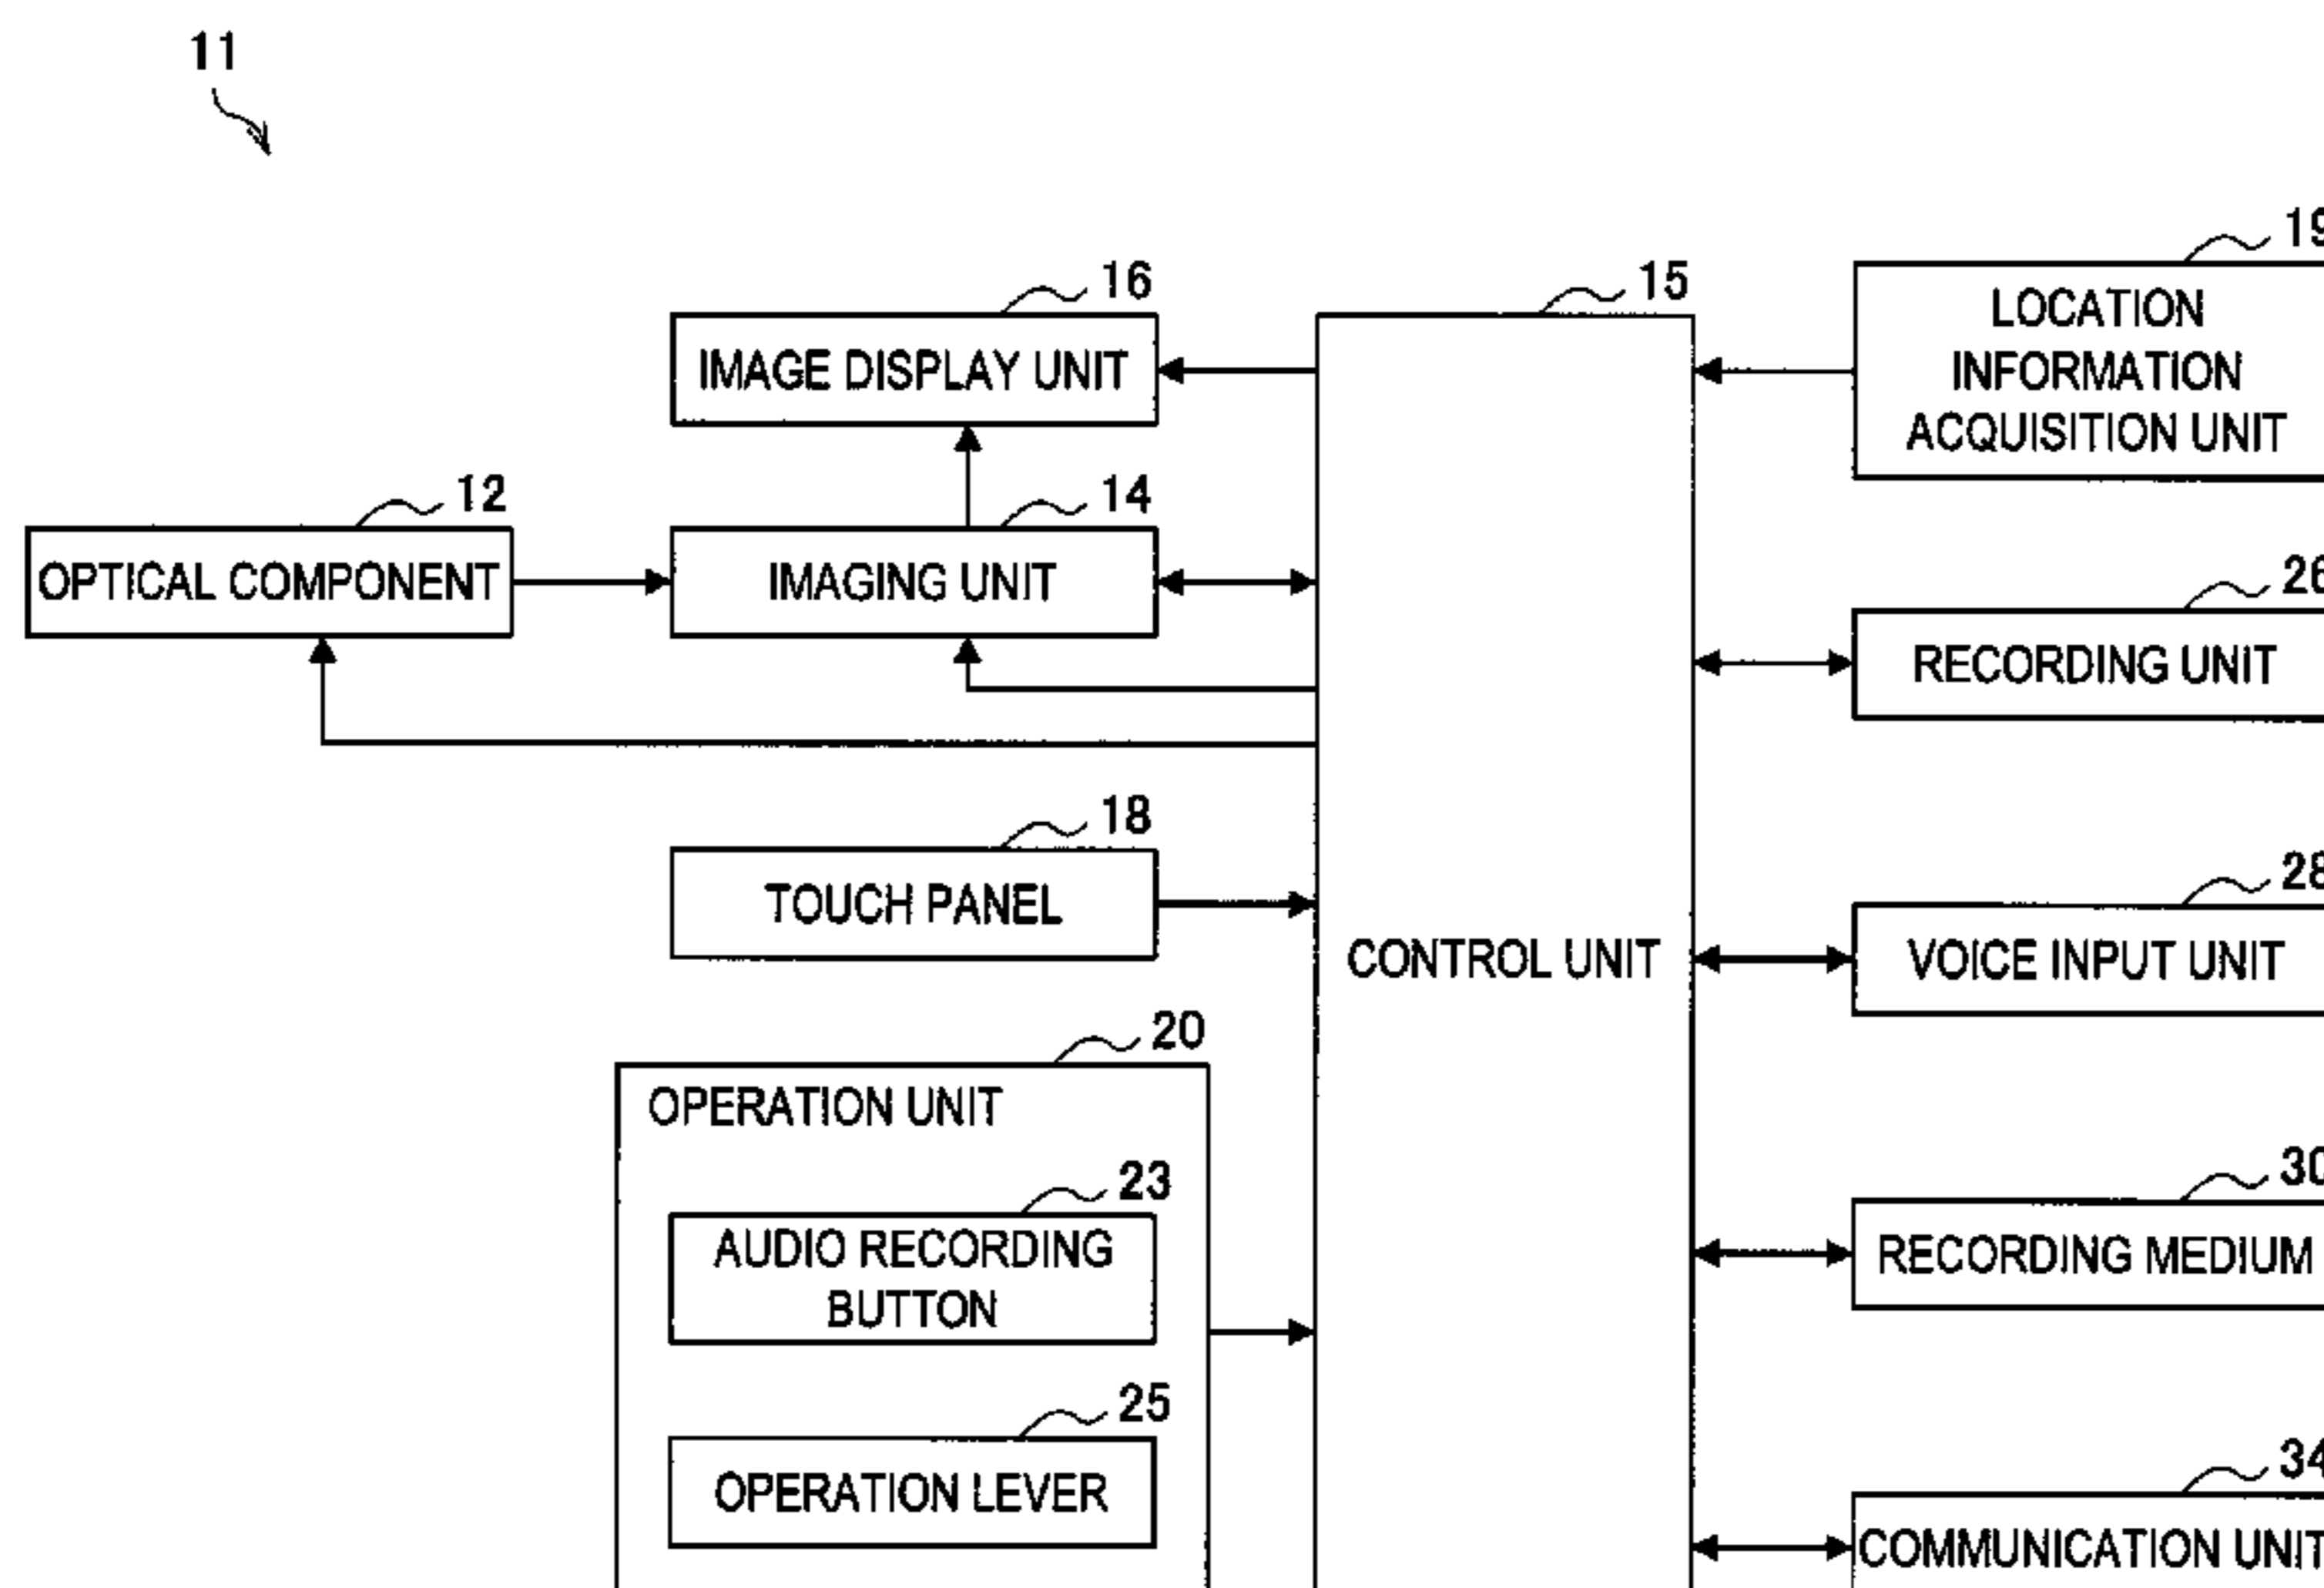 11
16
IMAGE DISPLAY UNIT
15
19
LOCATION
INFORMATION
ACQUISITION UNIT
12
OPTICAL COMPONENT
14
IMAGING UNIT
26
RECORDING UNIT
18
TOUCH PANEL
CONTROL UNIT
28
VOICE INPUT UNIT
20
OPERATION UNIT
23
AUDIO RECORDING
BUTTON
30
RECORDING MEDIUM
25
OPERATION LEVER
34
COMMUNICATION UNIT